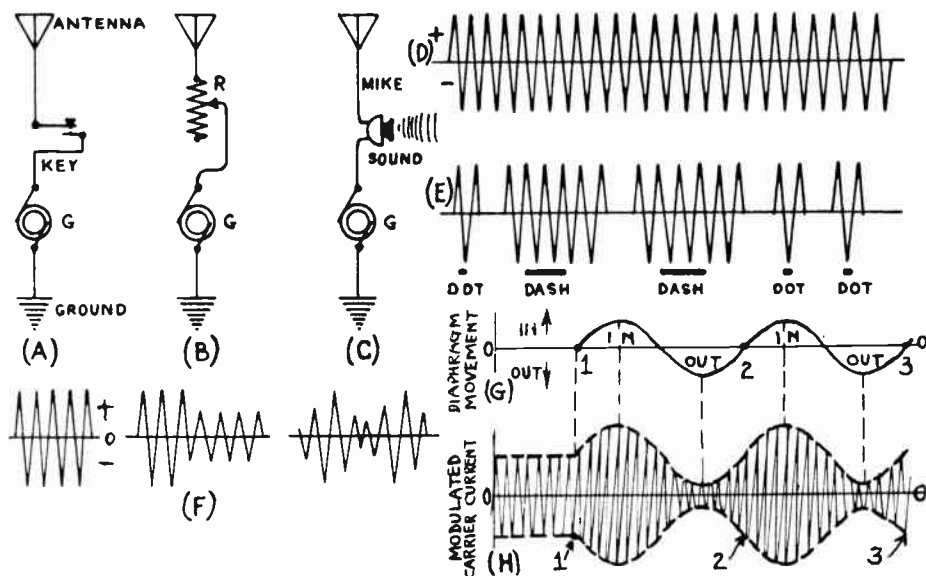 ANTENNA
KEY
G
GROUND
(A)
R
G
(B)
MIKE
SOUND
G
(C)
(D) + −
(E)
DOT DASH DASH DOT DOT
+
0
−
(F)
DIAPHRAGM MOVEMENT
IN
OUT
0 1 IN OUT 2 IN OUT 3 0
(G)
MODULATED CARRIER CURRENT
0 0
(H) 1' 2 3